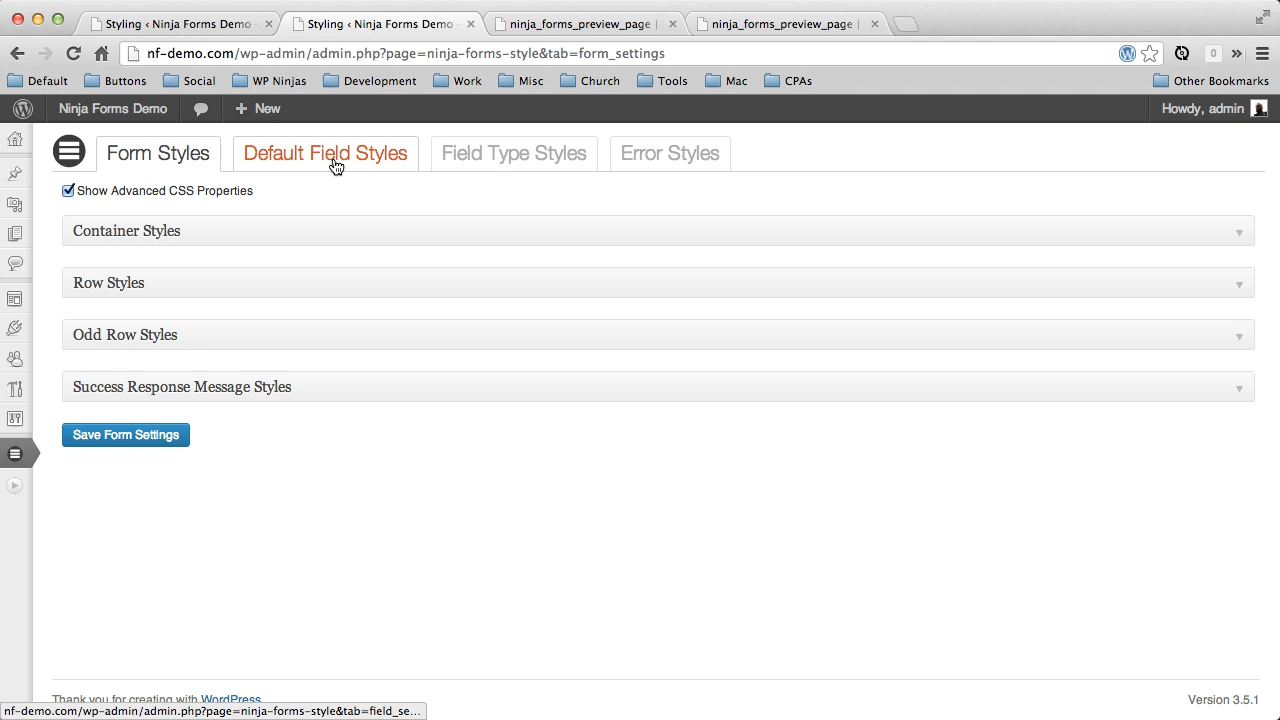 Styling ‹ Ninja Forms Demo
Styling ‹ Ninja Forms Demo
ninja_forms_preview_page |
ninja_forms_preview_page |
nf-demo.com/wp-admin/admin.php?page=ninja-forms-style&tab=form_settings
0
Default Buttons Social WP Ninjas Development Work Misc Church Tools Mac CPAs Other Bookmarks
Ninja Forms Demo + New Howdy, admin
Form Styles Default Field Styles Field Type Styles Error Styles
Show Advanced CSS Properties
Container Styles
Row Styles
Odd Row Styles
Success Response Message Styles
Save Form Settings
Thank you for creating with WordPress Version 3.5.1
nf-demo.com/wp-admin/admin.php?page=ninja-forms-style&tab=field_se...